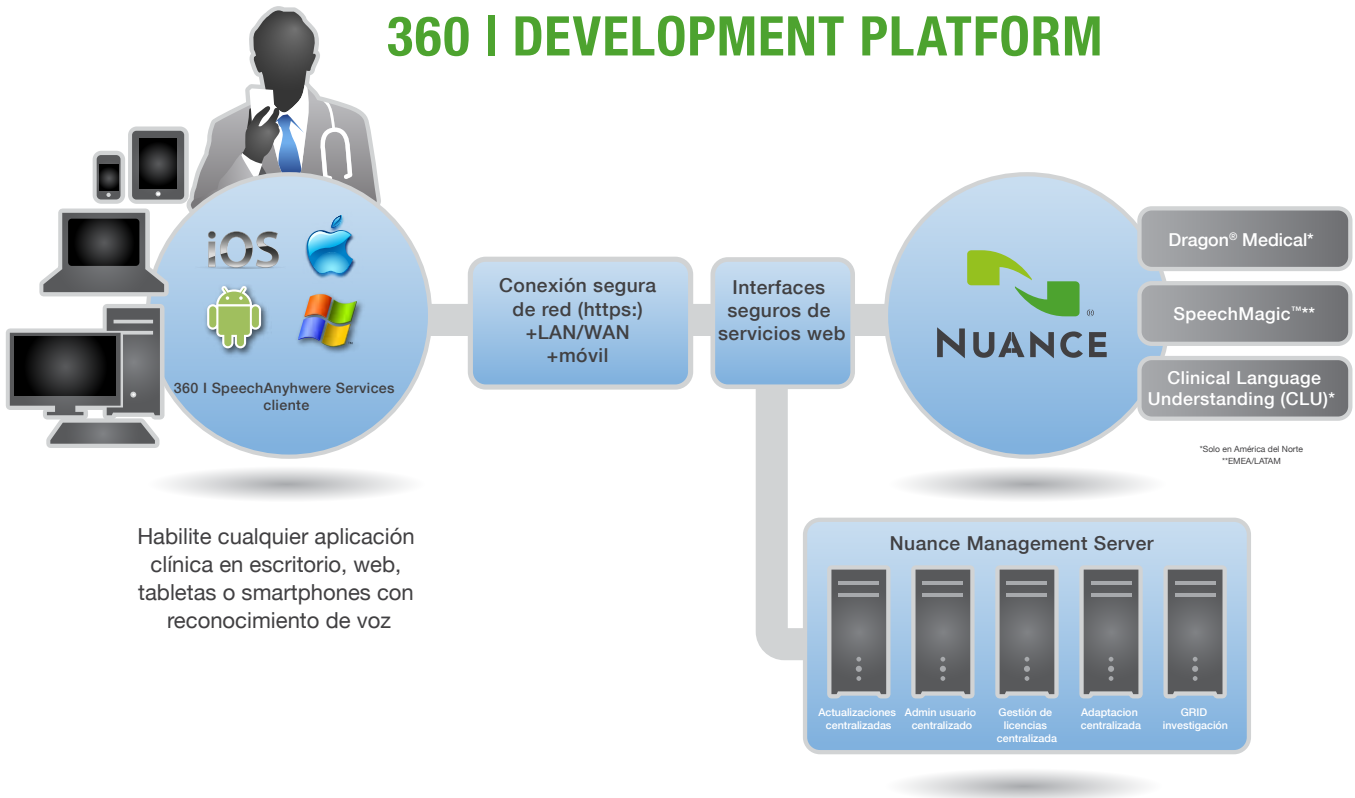 360 I DEVELOPMENT PLATFORM
iOS
360 I SpeechAnyhwere Services
cliente
Conexión segura
de red (https:)
+LAN/WAN
+móvil
Interfaces
seguros de
servicios web
NUANCE
®
Dragon® Medical*
SpeechMagic™**
Clinical Language
Understanding (CLU)*
*Solo en América del Norte
**EMEA/LATAM
Habilite cualquier aplicación
clínica en escritorio, web,
tabletas o smartphones con
reconocimiento de voz
Nuance Management Server
Actualizaciones
centralizadas
Admin usuario
centralizado
Gestión de
licencias
centralizada
Adaptacion
centralizada
GRID
investigación